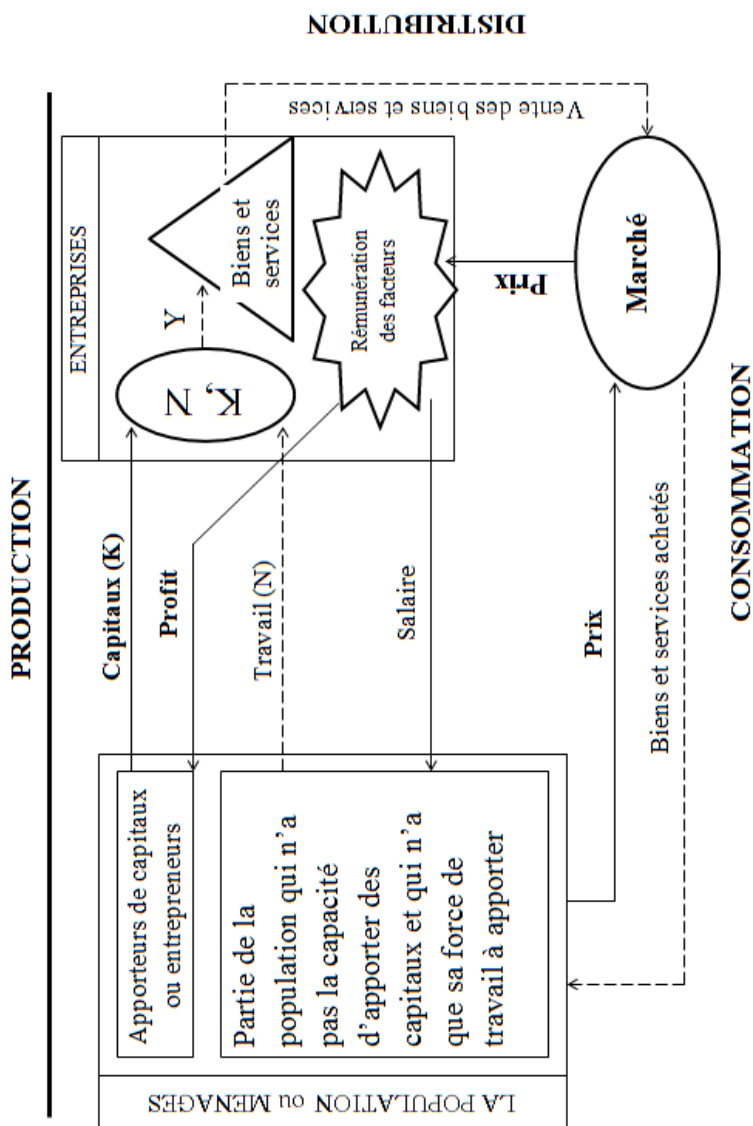 PRODUCTION
LA POPULATION ou MENAGES
Apporteurs de capitaux
ou entrepreneurs
Partie de la
population qui n'a
pas la capacité
d'apporter des
capitaux et qui n'a
que sa force de
travail à apporter
Capitaux (K)
Profit
Travail (N)
Salaire
ENTREPRISES
K, N
Y
Biens et
services
Rémunération
des facteurs
Vente des biens et services
DISTRIBUTION
Prix
Marché
Prix
Biens et services achetés
CONSOMMATION